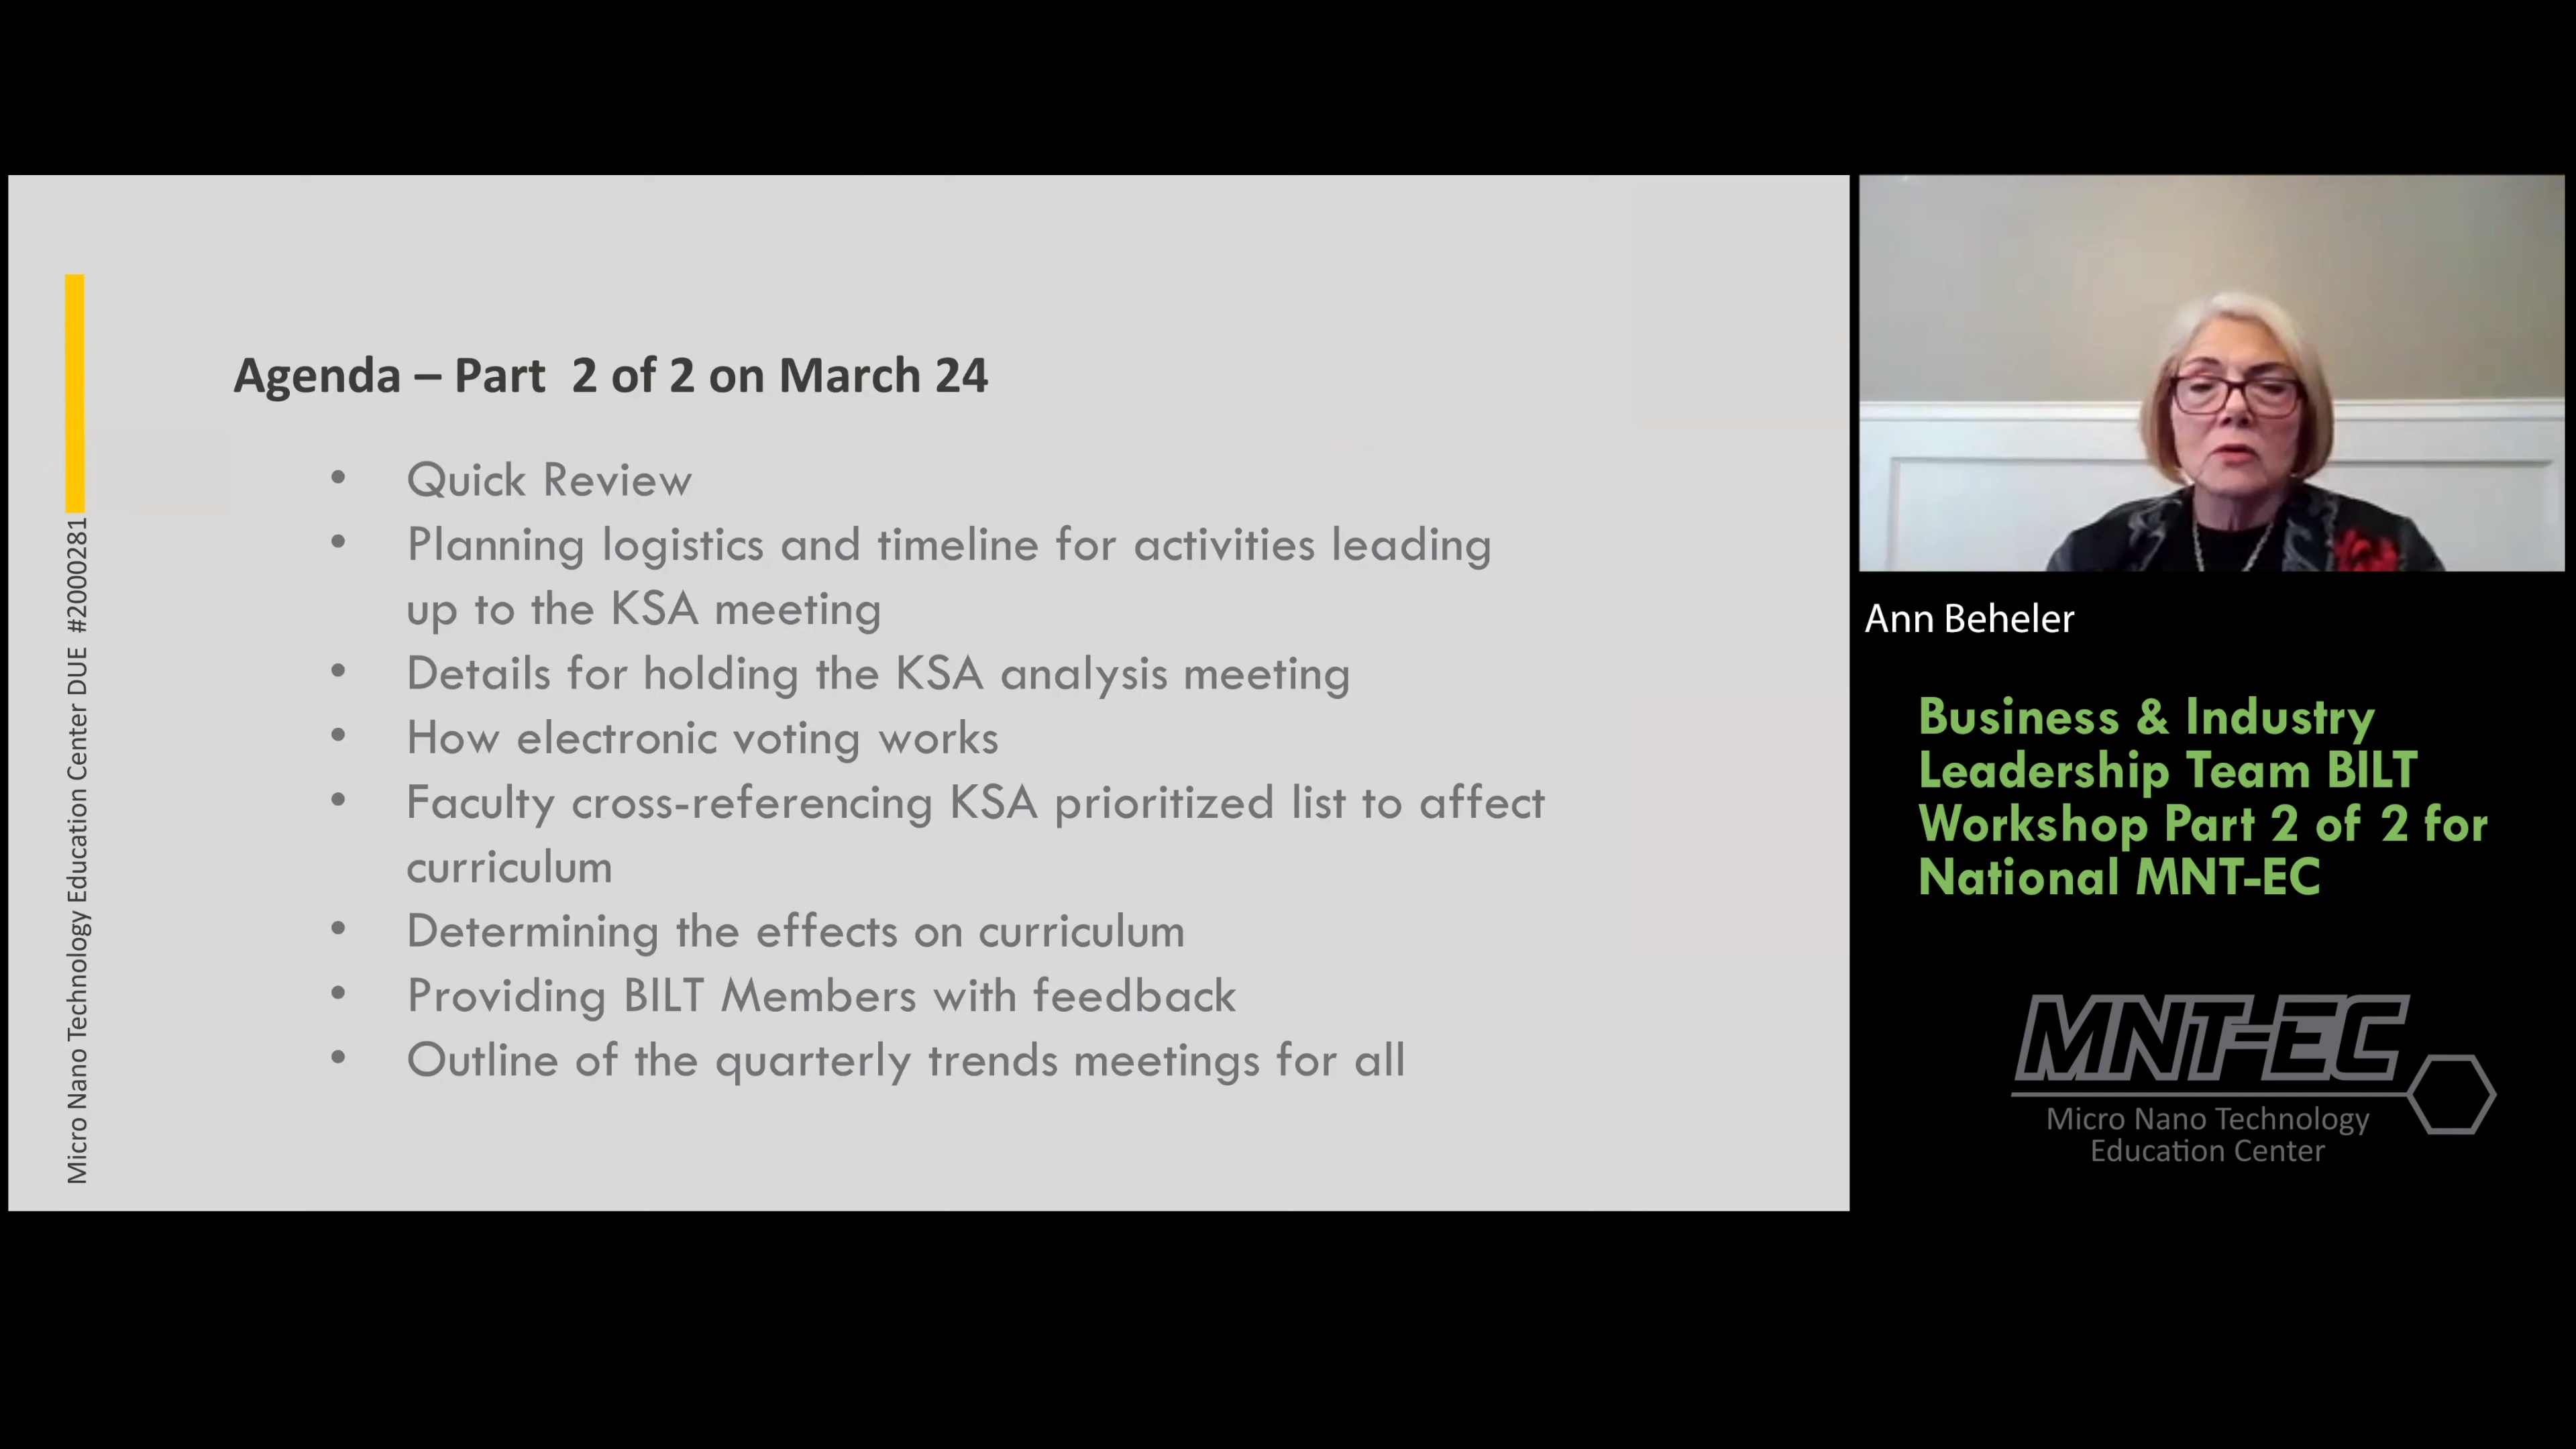 Agenda – Part 2 of 2 on March 24
• Quick Review
• Planning logistics and timeline for activities leading
up to the KSA meeting
• Details for holding the KSA analysis meeting
• How electronic voting works
• Faculty cross-referencing KSA prioritized list to affect
curriculum
• Determining the effects on curriculum
• Providing BILT Members with feedback
• Outline of the quarterly trends meetings for all
Micro Nano Technology Education Center DUE #2000281
Ann Beheler
Business & Industry
Leadership Team BILT
Workshop Part 2 of 2 for
National MNT-EC
MNT-EC
Micro Nano Technology
Education Center